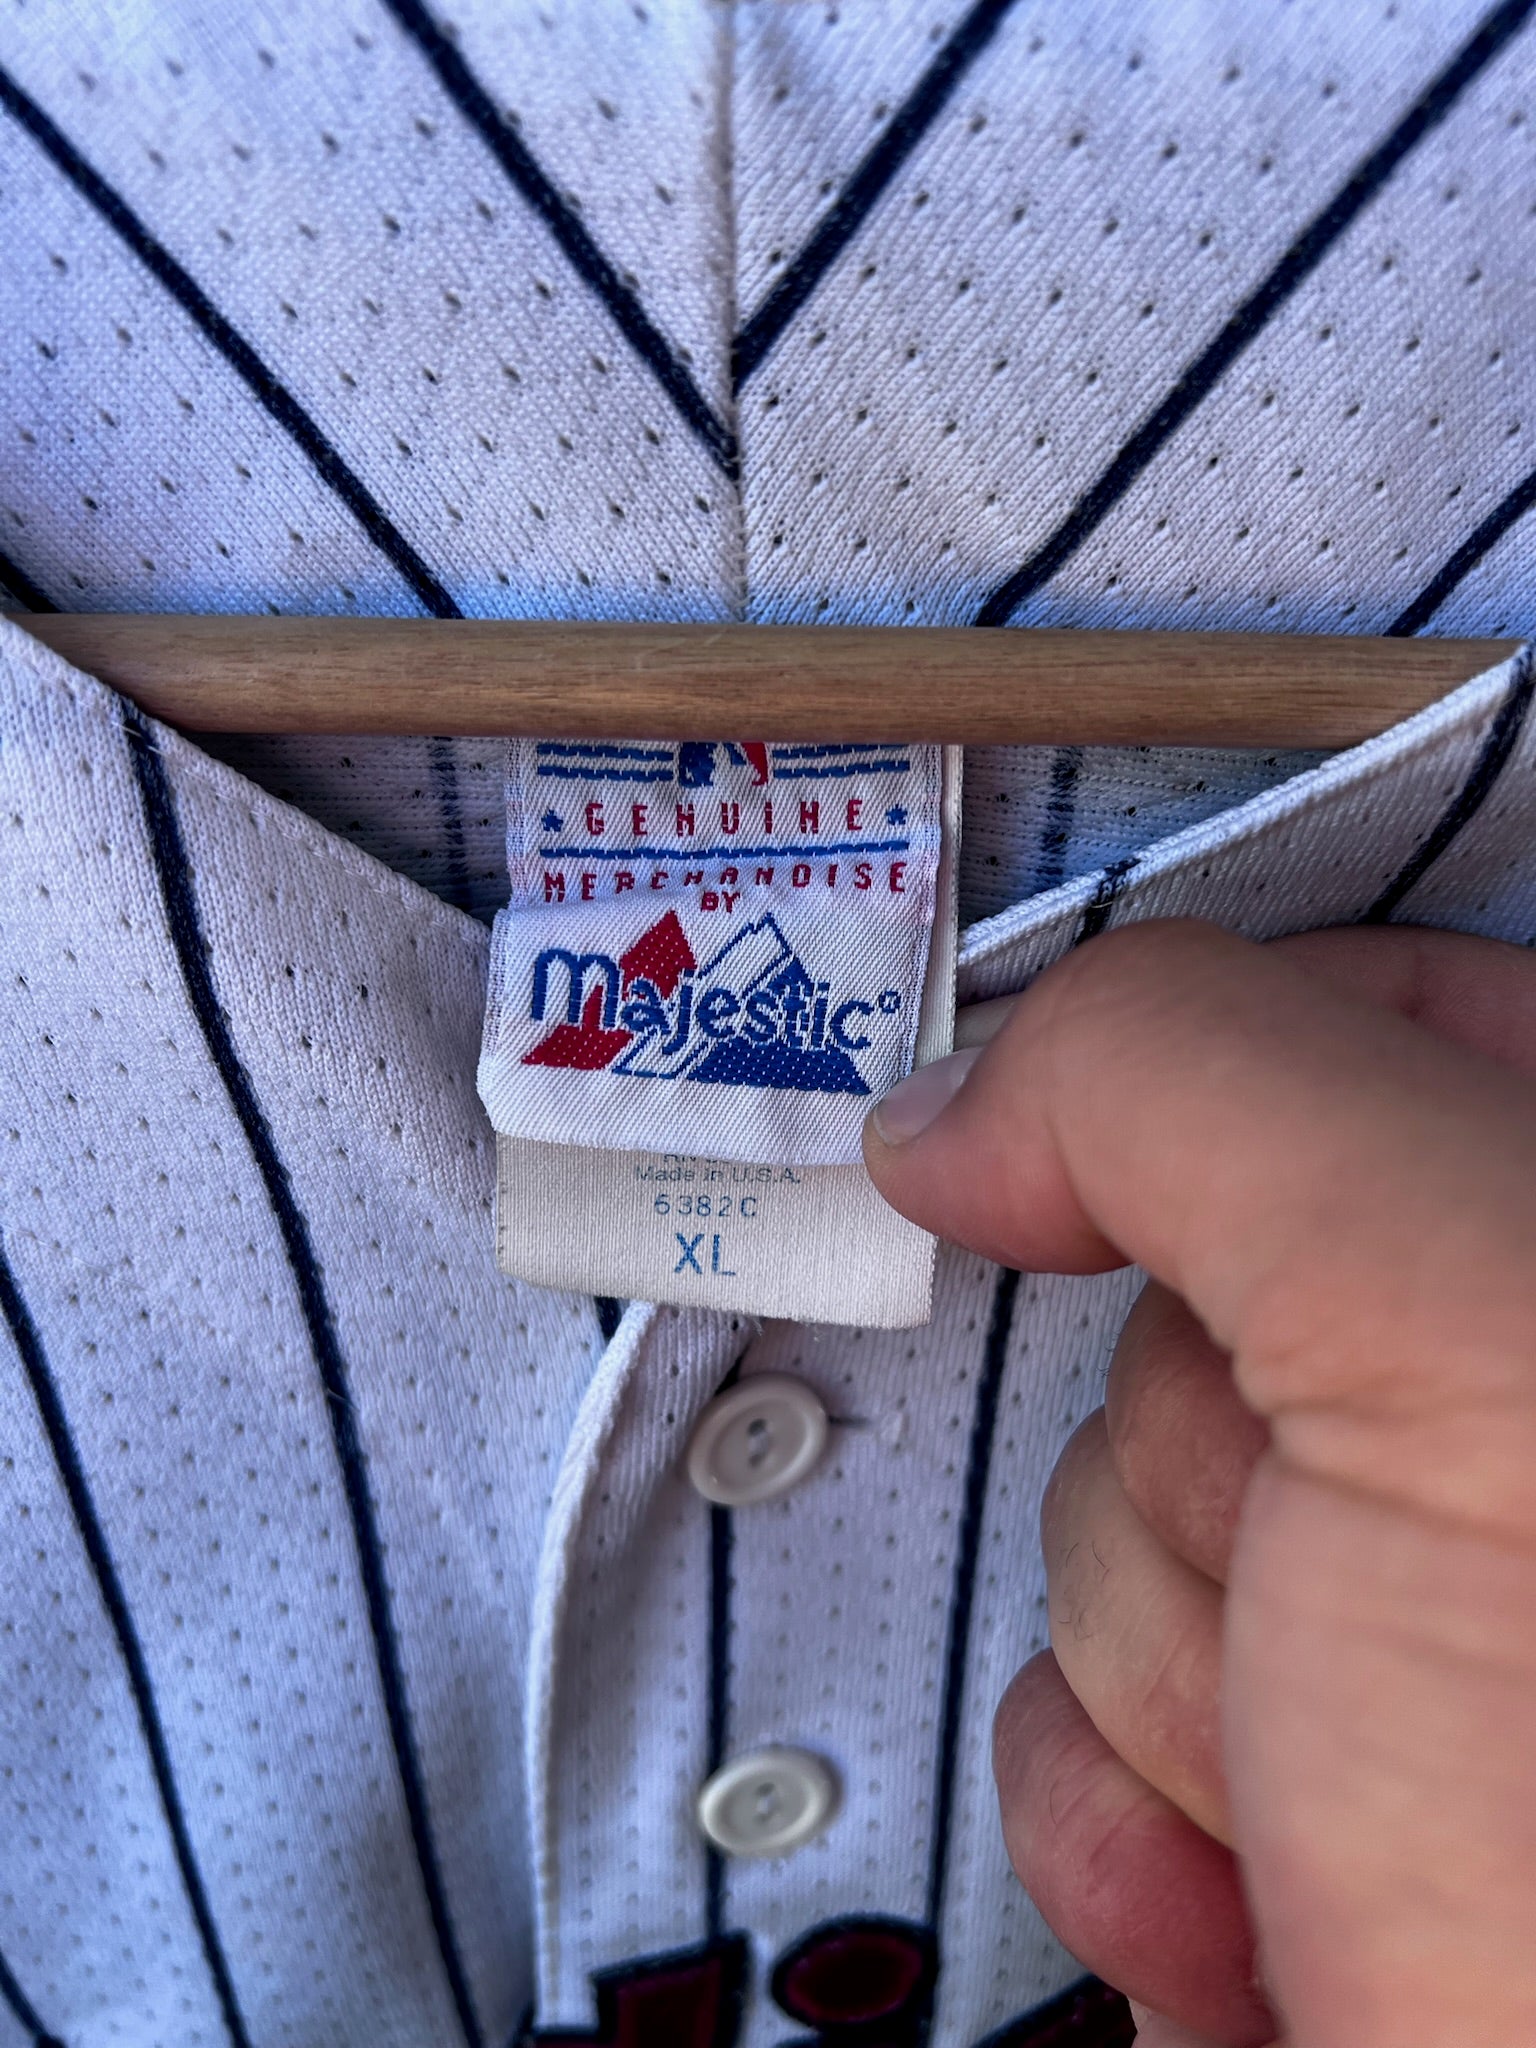 GENUINE
MERCHANDISE
BY
Majestic®
Made in U.S.A.
6382C
XL